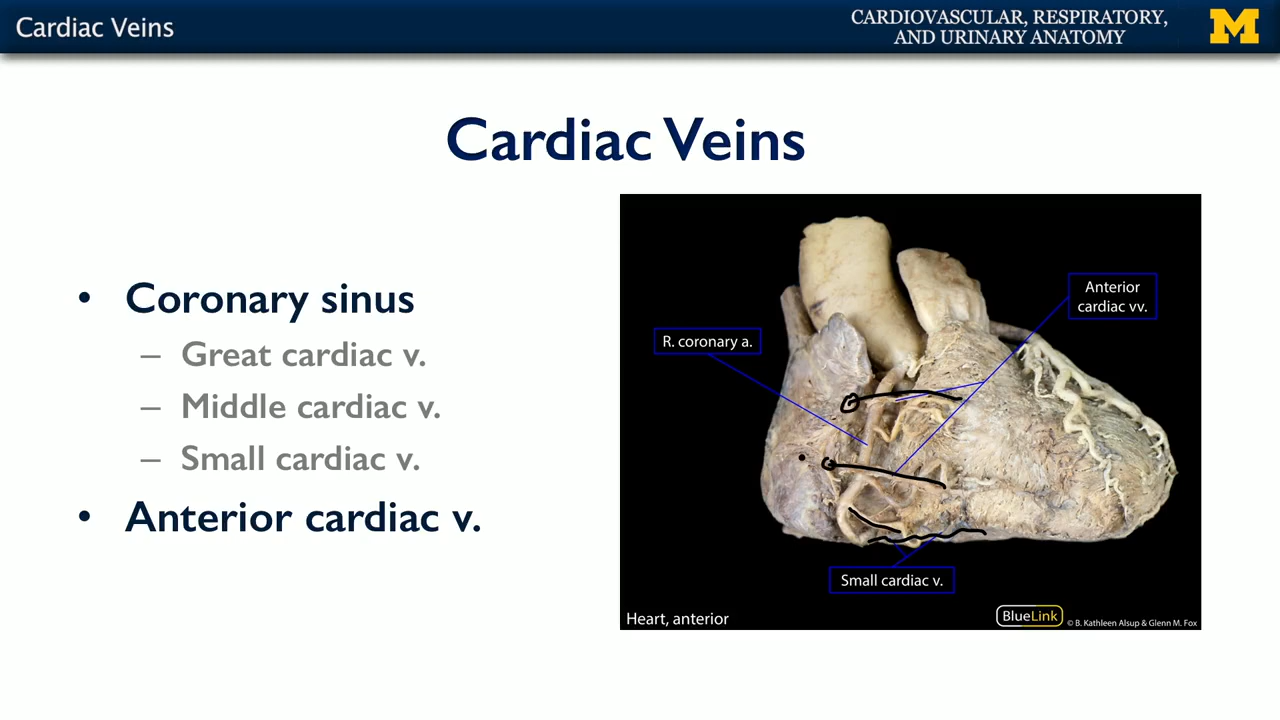 Cardiac Veins
CARDIOVASCULAR, RESPIRATORY,
AND URINARY ANATOMY
M
Cardiac Veins
• Coronary sinus
– Great cardiac v.
– Middle cardiac v.
– Small cardiac v.
• Anterior cardiac v.
Anterior
cardiac vv.
R. coronary a.
Small cardiac v.
Heart, anterior
BlueLink
© B. Kathleen Alsup & Glenn M. Fox